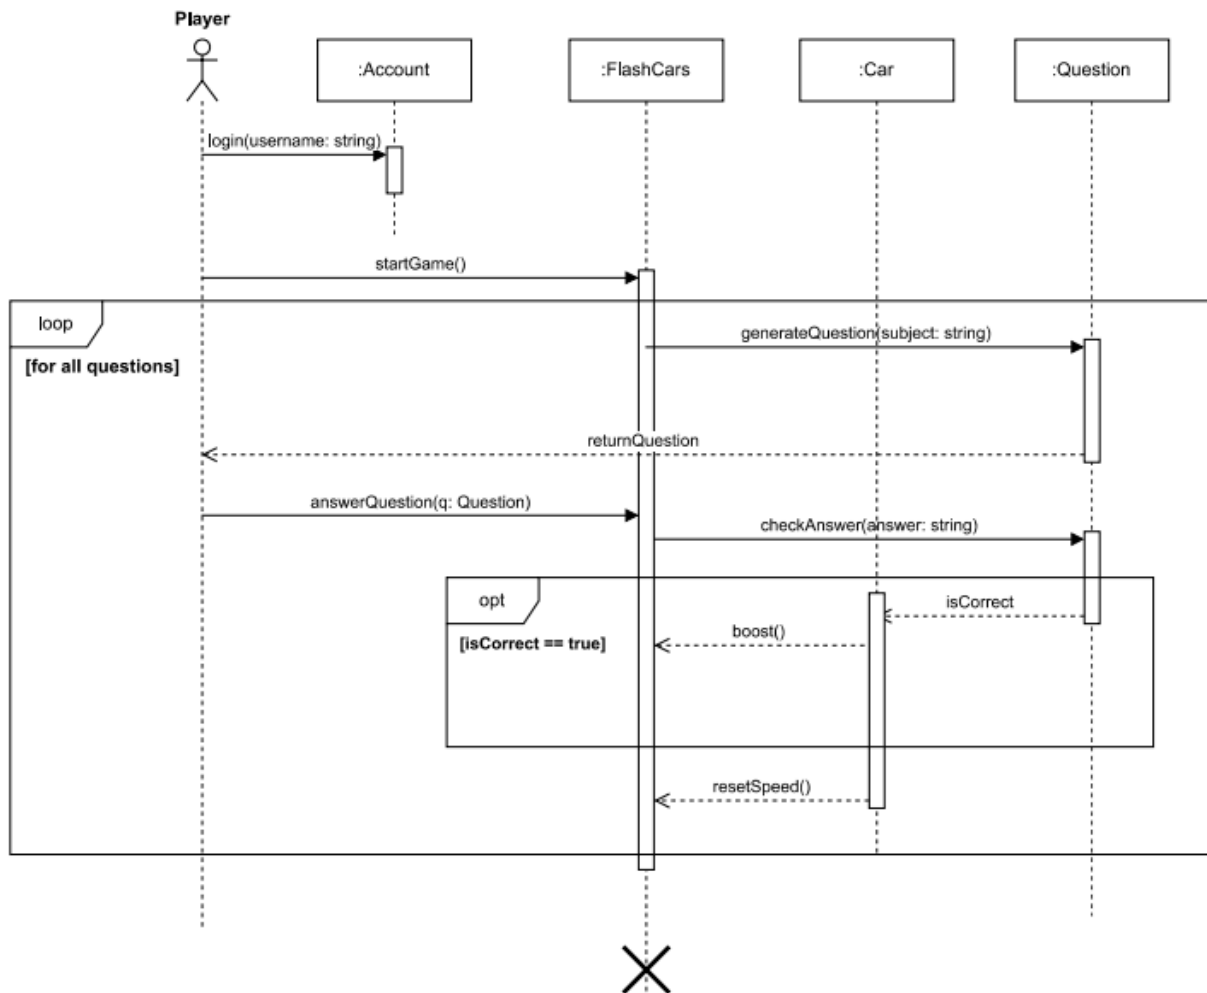 Player
:Account
:FlashCars
:Car
:Question
login(username: string)
startGame()
loop
generateQuestion(subject: string)
[for all questions]
returnQuestion
answerQuestion(q: Question)
checkAnswer(answer: string)
opt
isCorrect
boost()
[isCorrect == true]
resetSpeed()